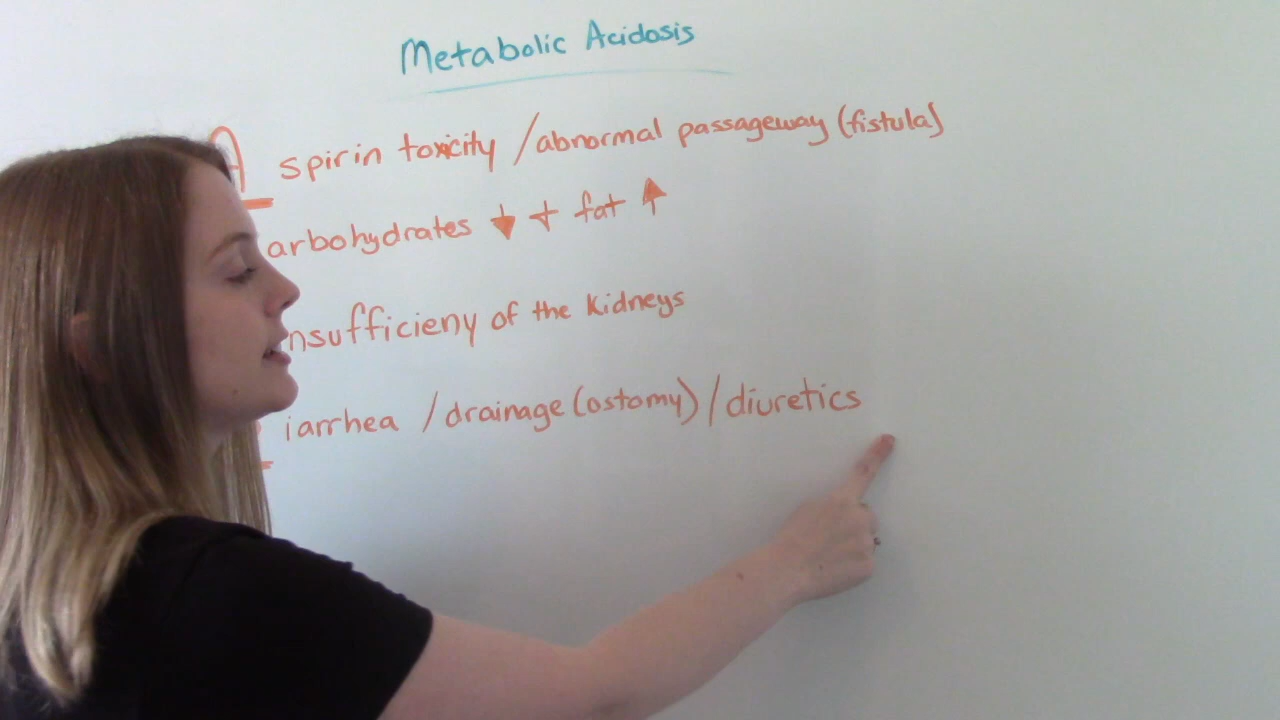 Metabolic Acidosis
A spirin toxicity / abnormal passageway (fistula)
arbohydrates ↓ + fat ↑
nsufficieny of the Kidneys
iarrhea / drainage (ostomy) / diuretics